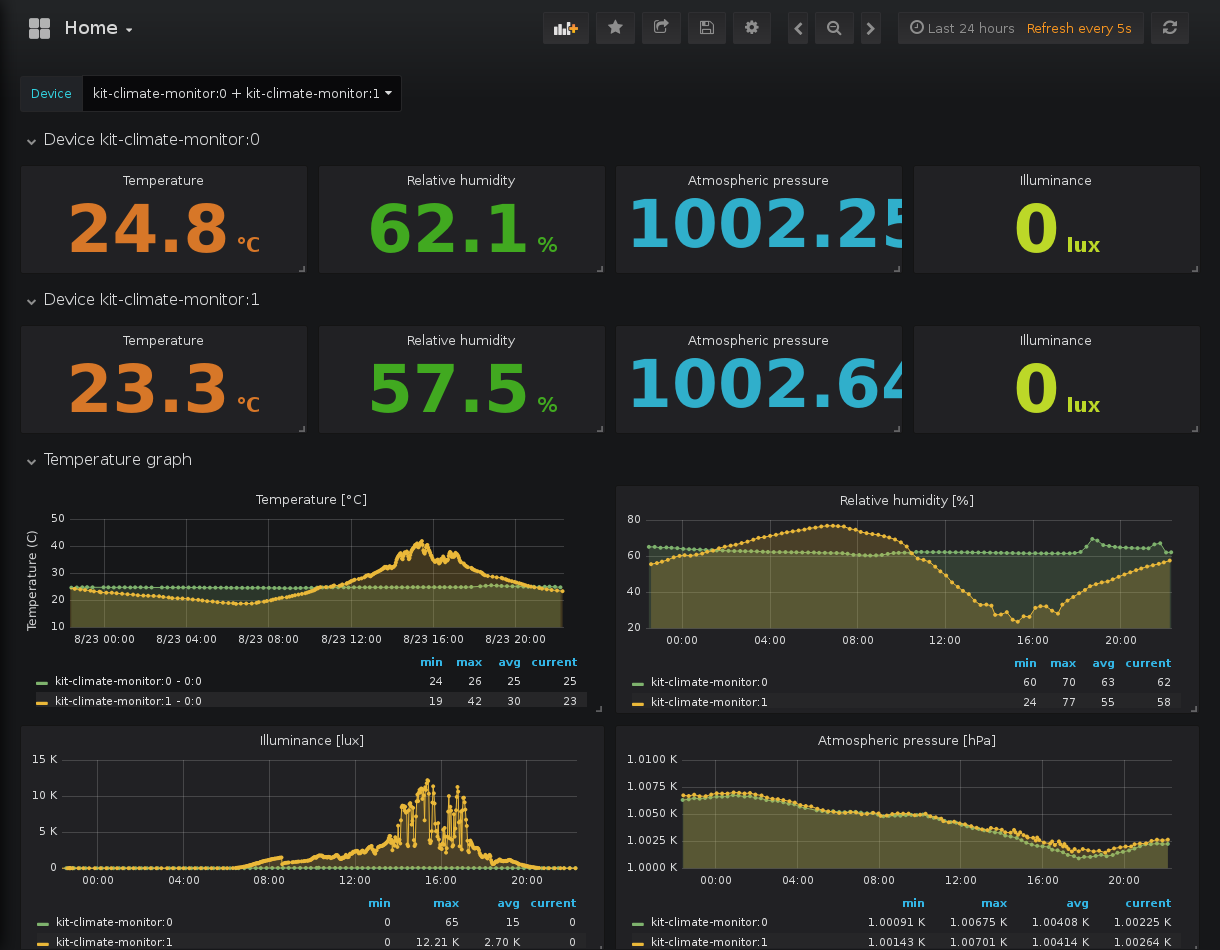 Home
Last 24 hours Refresh every 5s
Device kit-climate-monitor:0 + kit-climate-monitor:1
Device kit-climate-monitor:0
Temperature Relative humidity Atmospheric pressure Illuminance
24.8 °C 62.1 % 1002.25 0 lux
Device kit-climate-monitor:1
Temperature Relative humidity Atmospheric pressure Illuminance
23.3 °C 57.5 % 1002.64 0 lux
Temperature graph
Temperature [°C]
Temperature (C)
50
40
30
20
10
8/23 00:00 8/23 04:00 8/23 08:00 8/23 12:00 8/23 16:00 8/23 20:00
min max avg current
kit-climate-monitor:0 - 0:0 24 26 25 25
kit-climate-monitor:1 - 0:0 19 42 30 23
Relative humidity [%]
80
60
40
20
00:00 04:00 08:00 12:00 16:00 20:00
min max avg current
kit-climate-monitor:0 60 70 63 62
kit-climate-monitor:1 24 77 55 58
Illuminance [lux]
15 K
10 K
5 K
0
00:00 04:00 08:00 12:00 16:00 20:00
min max avg current
kit-climate-monitor:0 0 65 15 0
kit-climate-monitor:1 0 12.21 K 2.70 K 0
Atmospheric pressure [hPa]
1.0100 K
1.0075 K
1.0050 K
1.0025 K
1.0000 K
00:00 04:00 08:00 12:00 16:00 20:00
min max avg current
kit-climate-monitor:0 1.00091 K 1.00675 K 1.00408 K 1.00225 K
kit-climate-monitor:1 1.00143 K 1.00701 K 1.00414 K 1.00264 K